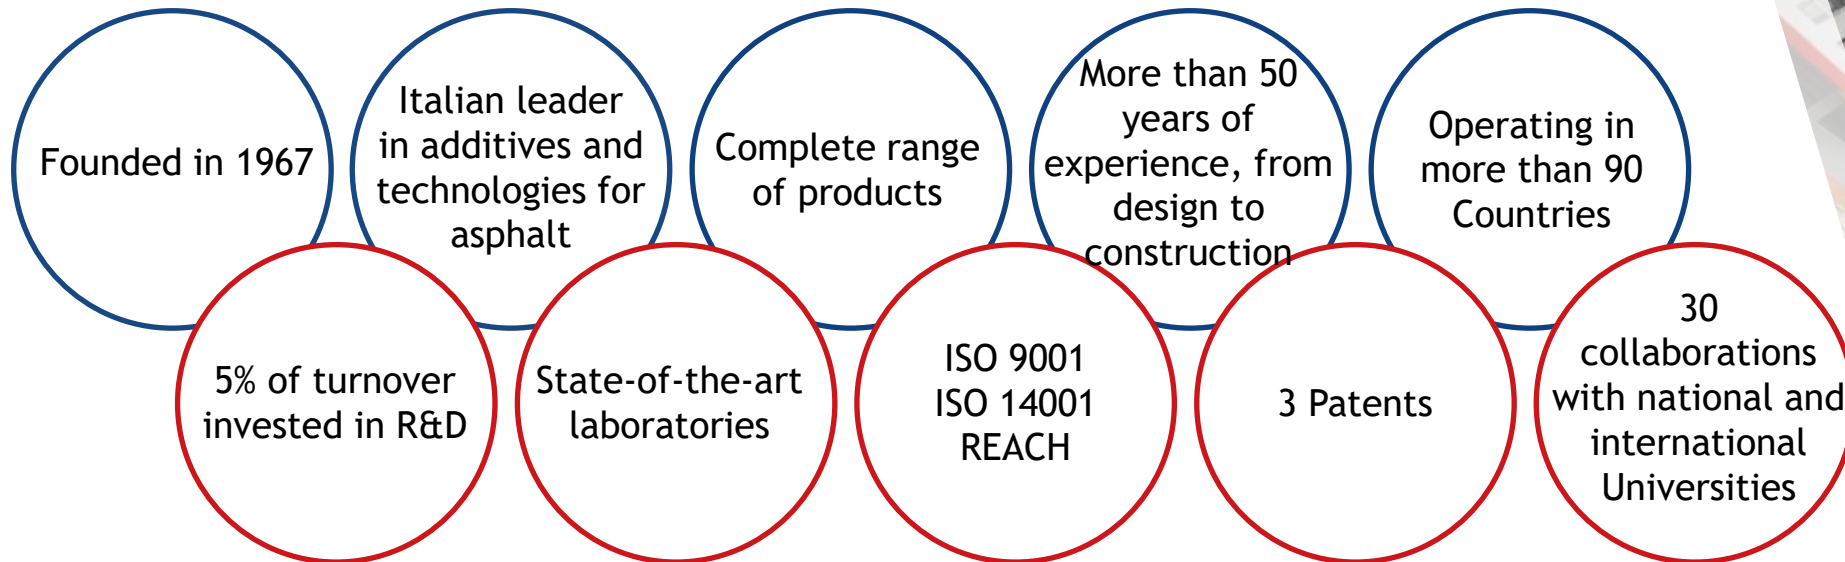 Founded in 1967
Italian leader
in additives and
technologies for
asphalt
Complete range
of products
More than 50
years of
experience, from
design to
construction
Operating in
more than 90
Countries
5% of turnover
invested in R&D
State-of-the-art
laboratories
ISO 9001
ISO 14001
REACH
3 Patents
30
collaborations
with national and
international
Universities